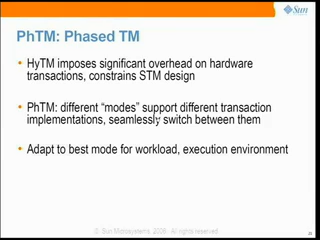 Sun
PhTM: Phased TM
• HyTM imposes significant overhead on hardware
transactions, constrains STM design
• PhTM: different “modes” support different transaction
implementations, seamlessly switch between them
• Adapt to best mode for workload, execution environment
© Sun Microsystems, 2006 All rights reserved